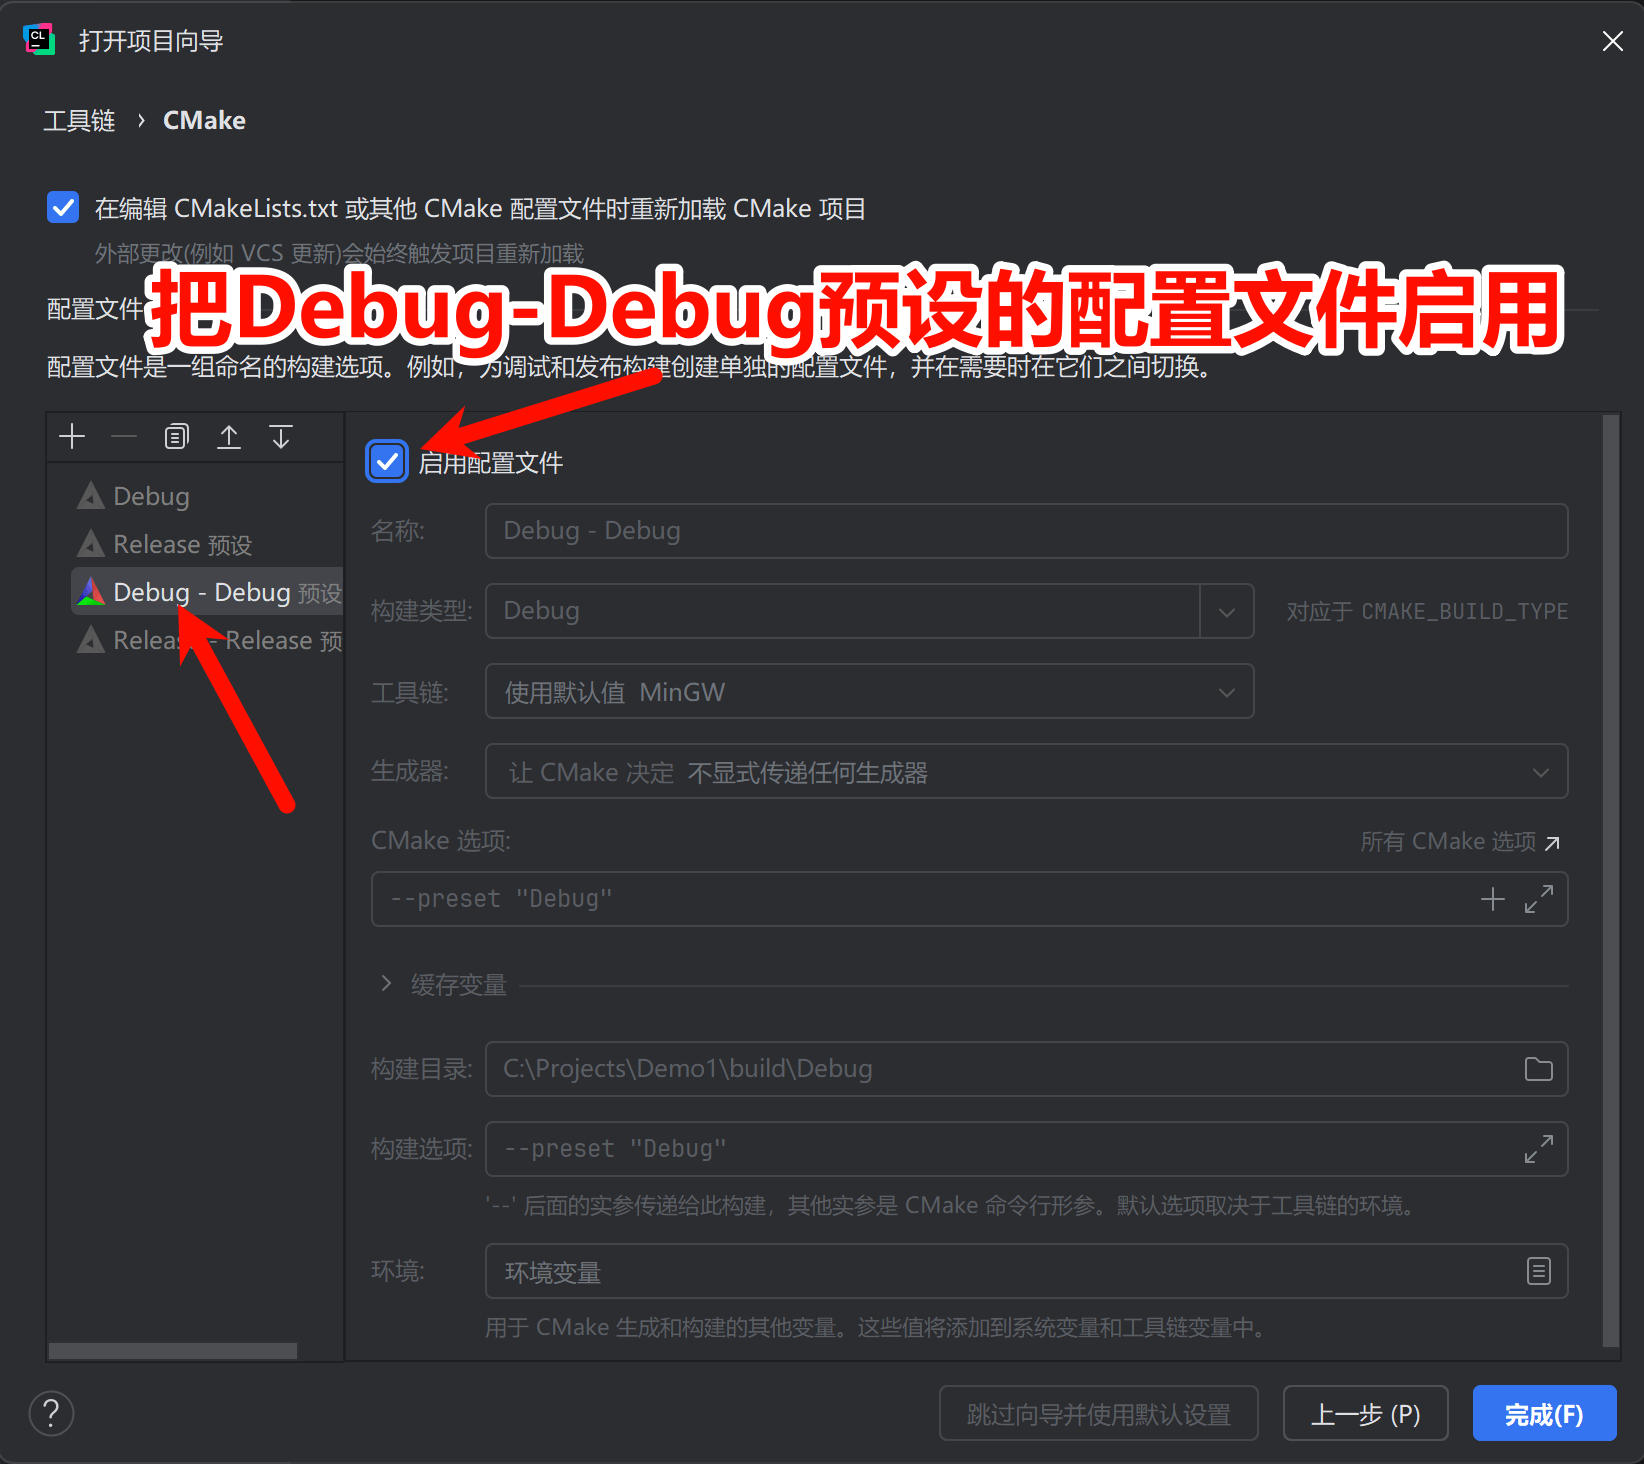 CL
打开项目向导
工具链 › CMake
在编辑 CMakeLists.txt 或其他 CMake 配置文件时重新加载 CMake 项目
外部更改(例如 VCS 更新)会始终触发项目重新加载
配置文件
把Debug-Debug预设的配置文件启用
配置文件是一组命名的构建选项。例如，为调试和发布构建创建单独的配置文件，并在需要时在它们之间切换。
Debug
Release 预设
Debug - Debug 预设
Release - Release 预
启用配置文件
名称: Debug - Debug
构建类型: Debug 对应于 CMAKE_BUILD_TYPE
工具链: 使用默认值 MinGW
生成器: 让 CMake 决定 不显式传递任何生成器
CMake 选项: 所有 CMake 选项
--preset "Debug"
缓存变量
构建目录: C:\Projects\Demo1\build\Debug
构建选项: --preset "Debug"
'--' 后面的实参传递给此构建，其他实参是 CMake 命令行形参。默认选项取决于工具链的环境。
环境: 环境变量
用于 CMake 生成和构建的其他变量。这些值将添加到系统变量和工具链变量中。
?
跳过向导并使用默认设置 上一步 (P) 完成(F)